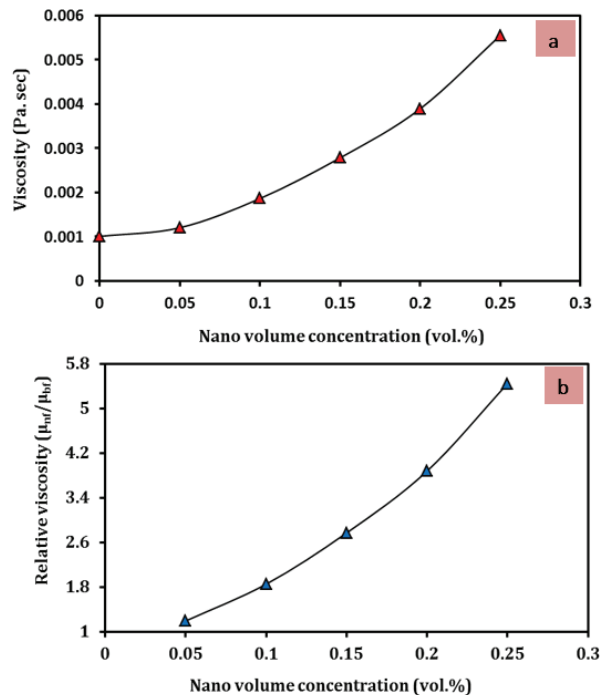 a
0.006
0.005
0.004
0.003
0.002
0.001
0
Viscosity (Pa. sec)
0 0.05 0.1 0.15 0.2 0.25 0.3
Nano volume concentration (vol.%)
b
5.8
5
4.2
3.4
2.6
1.8
1
Relative viscosity (μnf/μbf)
0 0.05 0.1 0.15 0.2 0.25 0.3
Nano volume concentration (vol.%)